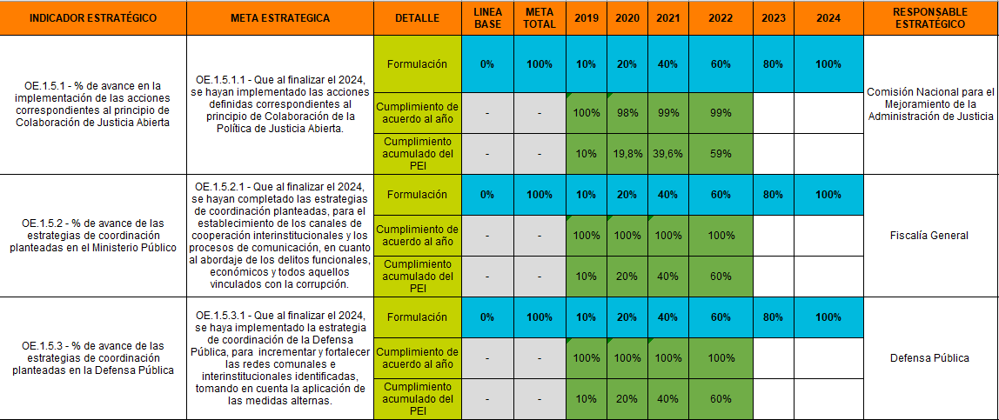 INDICADOR ESTRATÉGICO
META ESTRATEGICA
DETALLE
LINEA
BASE
META
TOTAL
2019
2020
2021
2022
2023
2024
RESPONSABLE
ESTRATÉGICO
OE.1.5.1 - % de avance en la
implementación de las acciones
correspondientes al principio de
Colaboración de Justicia Abierta
OE.1.5.1.1 - Que al finalizar el 2024,
se hayan implementado las acciones
definidas correspondientes al
principio de Colaboración de la
Política de Justicia Abierta.
Formulación
0%
100%
10%
20%
40%
60%
80%
100%
Cumplimiento de
acuerdo al año
-
-
100%
98%
99%
99%
Cumplimiento
acumulado del
PEI
-
-
10%
19,8%
39,6%
59%
Comisión Nacional para el
Mejoramiento de la
Administración de Justicia
OE.1.5.2 - % de avance de las
estrategias de coordinación
planteadas en el Ministerio Público
OE.1.5.2.1 - Que al finalizar el 2024,
se hayan completado las estrategias
de coordinación planteadas, para el
establecimiento de los canales de
cooperación interinstitucionales y los
procesos de comunicación, en cuanto
al abordaje de los delitos funcionales,
económicos y todos aquellos
vinculados con la corrupción.
Formulación
0%
100%
10%
20%
40%
60%
80%
100%
Cumplimiento de
acuerdo al año
-
-
100%
100%
100%
100%
Cumplimiento
acumulado del
PEI
-
-
10%
20%
40%
60%
Fiscalía General
OE.1.5.3 - % de avance de las
estrategias de coordinación
planteadas en la Defensa Pública
OE.1.5.3.1 - Que al finalizar el 2024,
se haya implementado la estrategia
de coordinación de la Defensa
Pública, para incrementar y fortalecer
las redes comunales e
interinstitucionales identificadas,
tomando en cuenta la aplicación de
las medidas alternas.
Formulación
0%
100%
10%
20%
40%
60%
80%
100%
Cumplimiento de
acuerdo al año
-
-
100%
100%
100%
100%
Cumplimiento
acumulado del
PEI
-
-
10%
20%
40%
60%
Defensa Pública